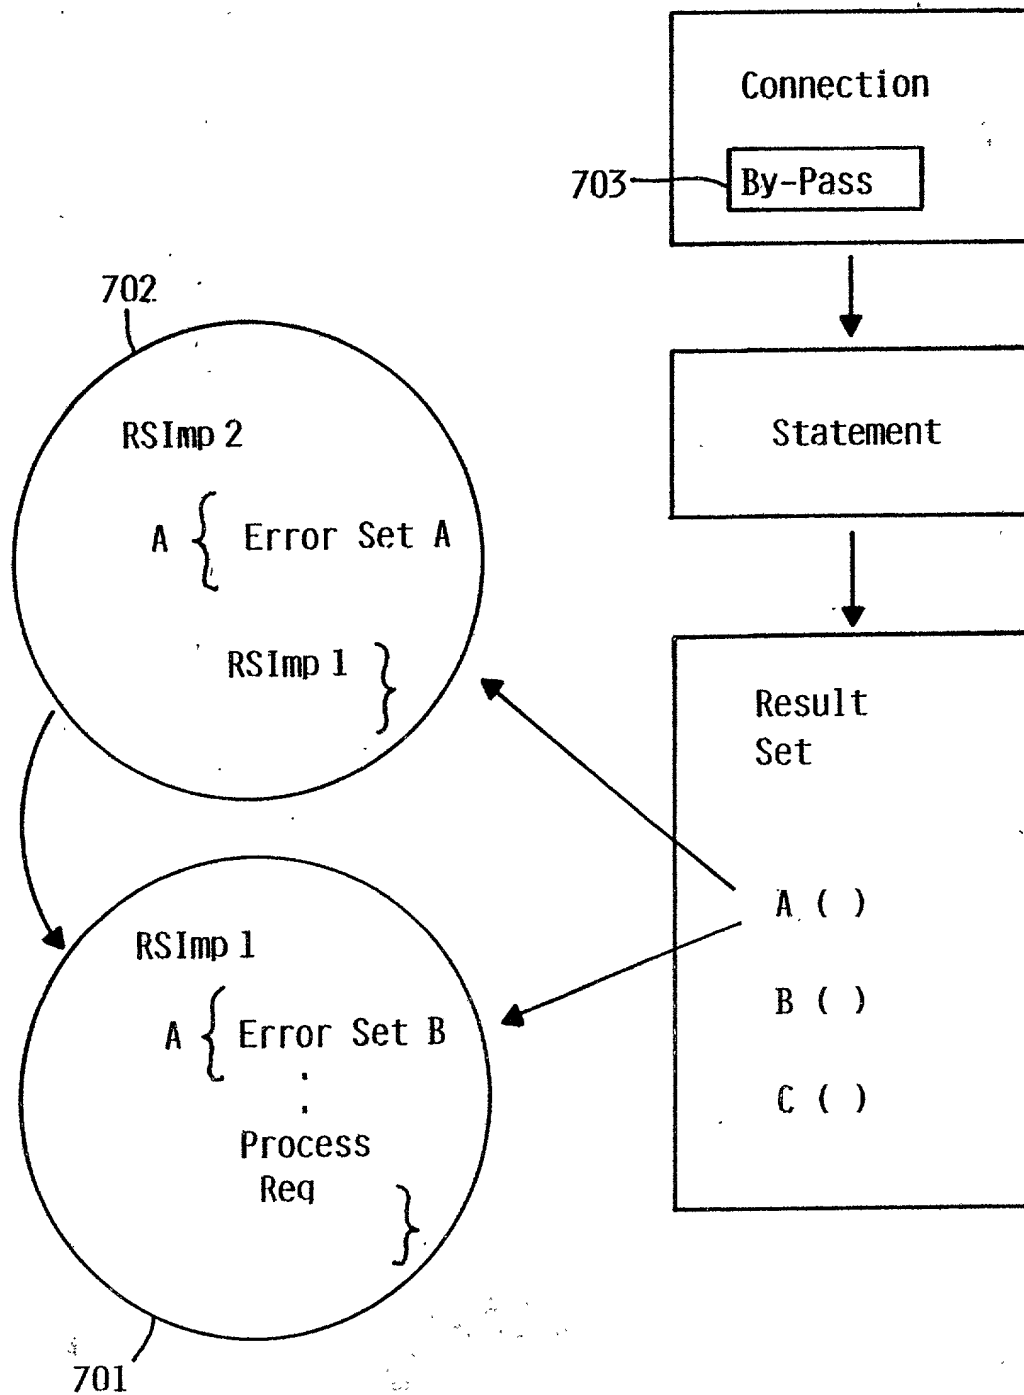 Connection
703
By-Pass
702
RSImp 2
Statement
A { Error Set A
RSImp 1 }
Result
Set
A ( )
RSImp 1
B ( )
A { Error Set B
.
.
C ( )
Process
Req
}
701